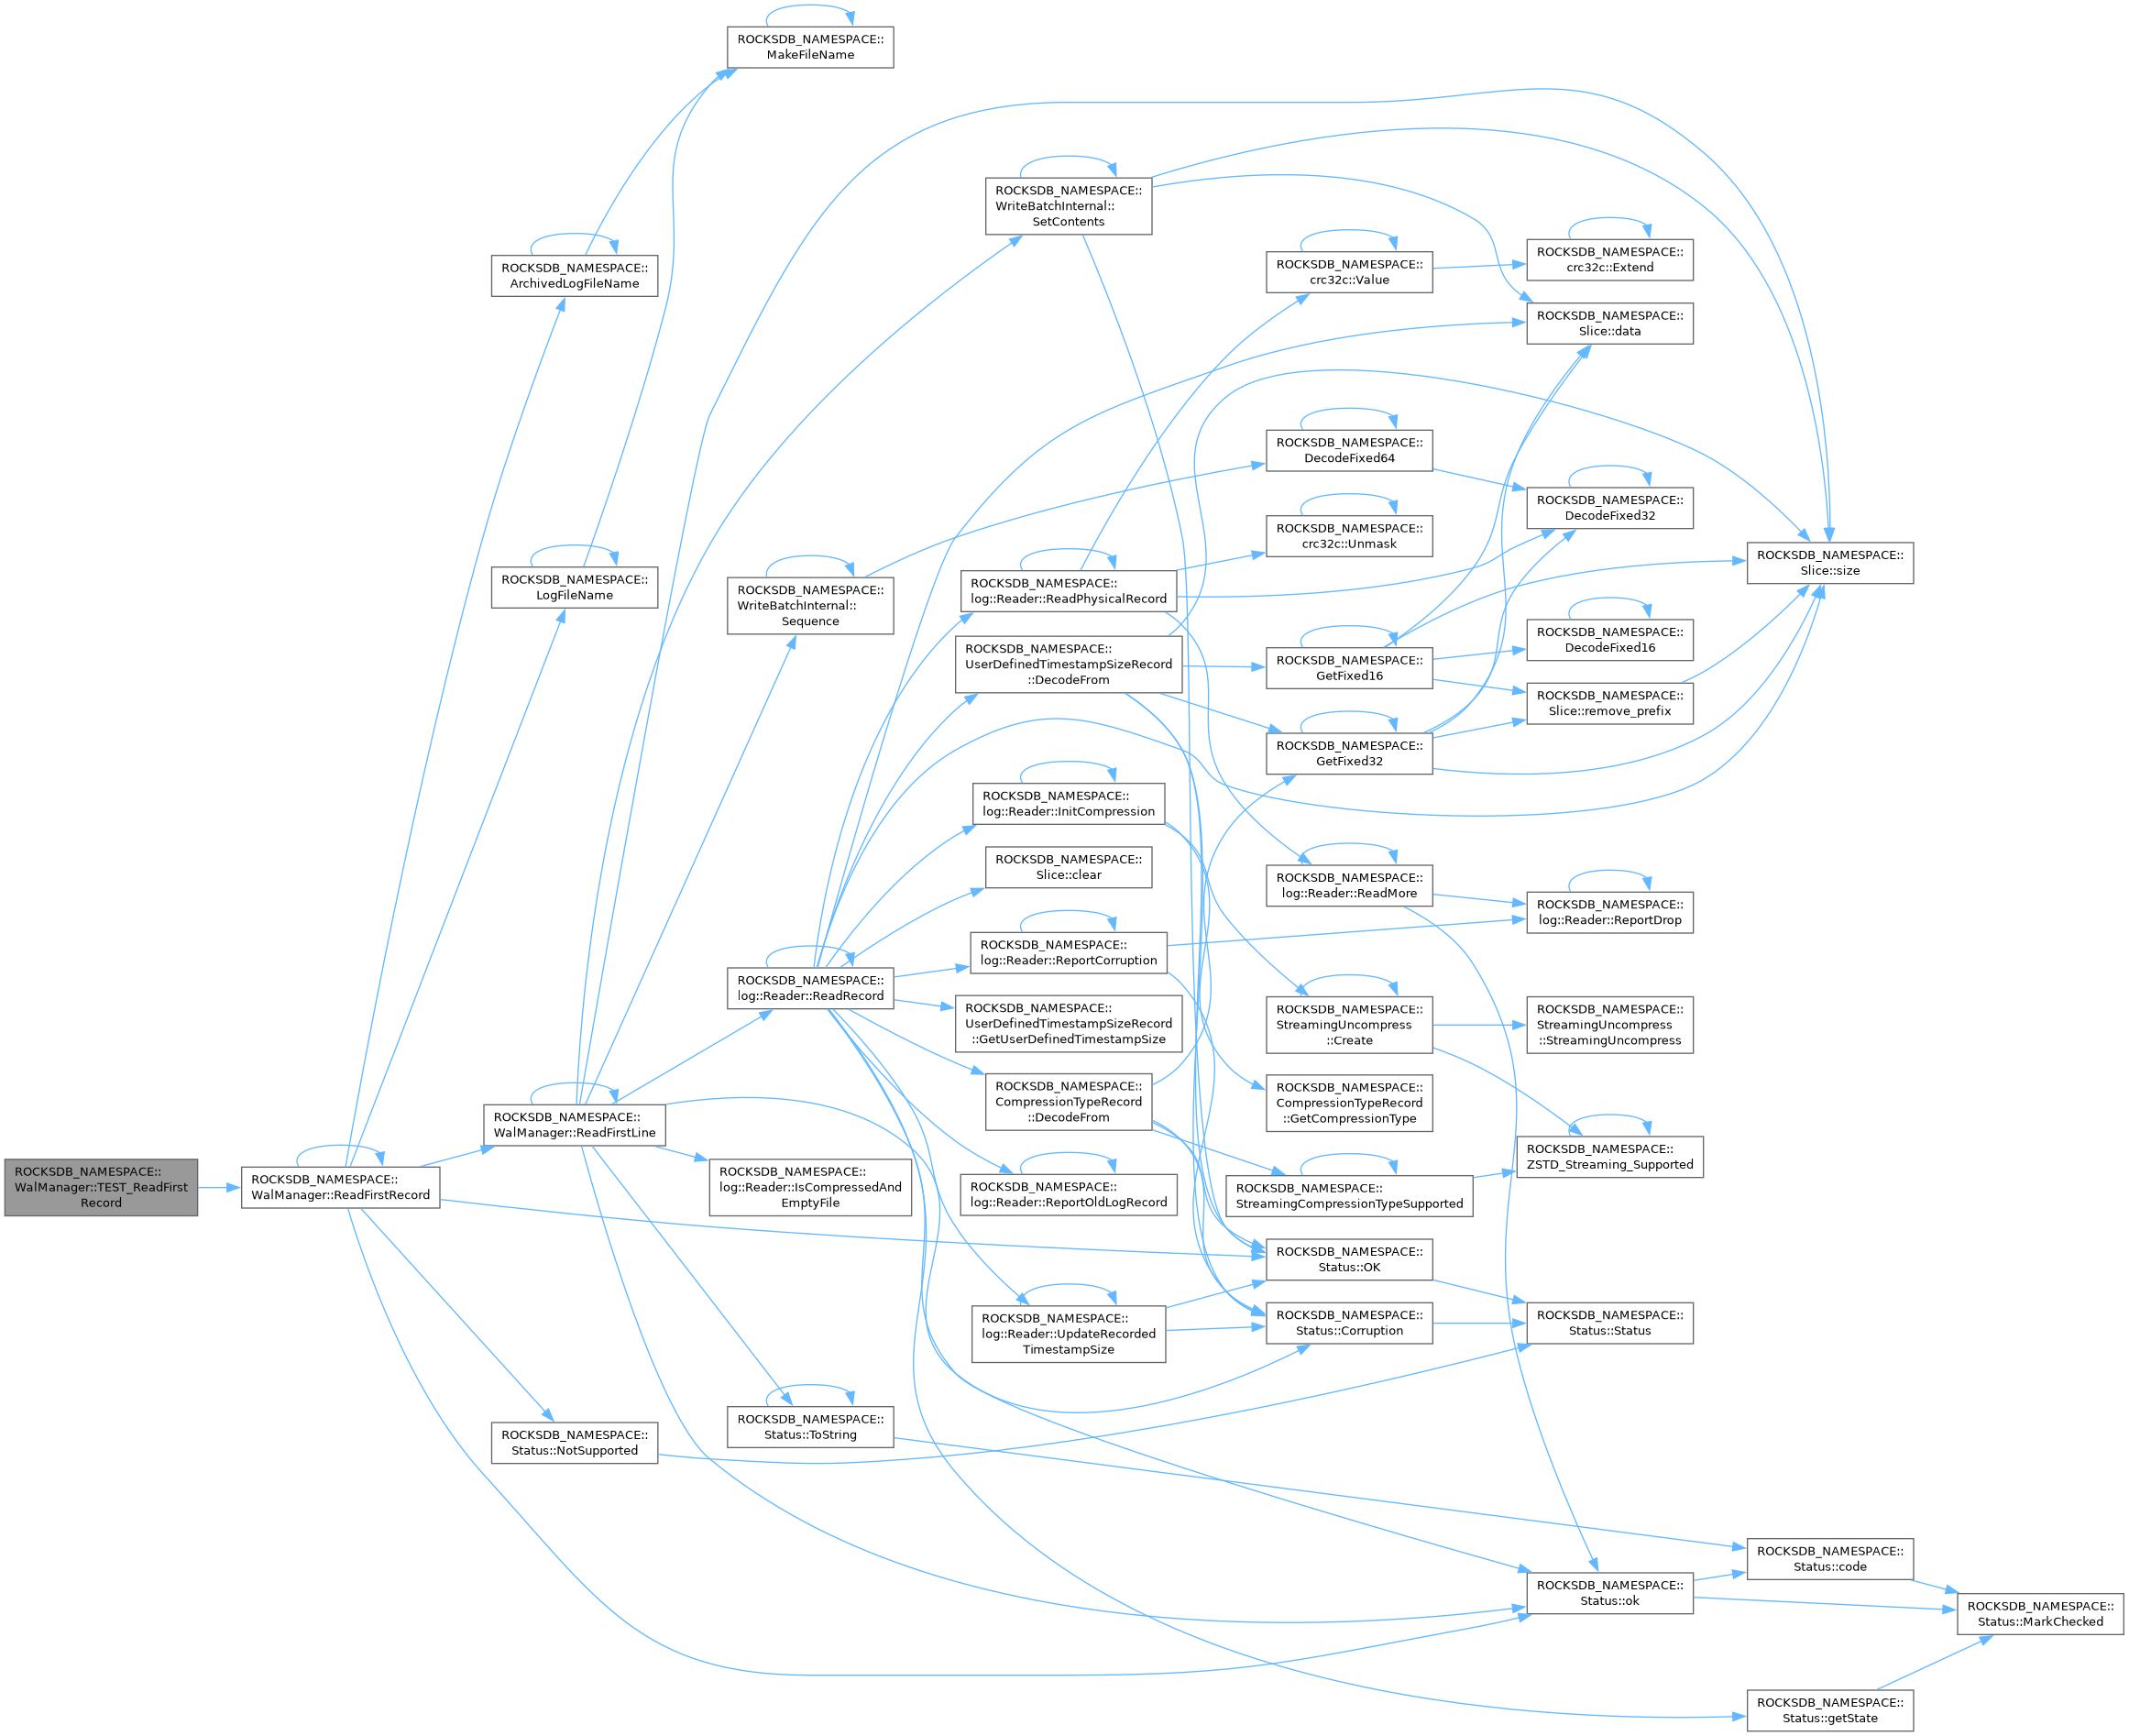 ROCKSDB_NAMESPACE::
WalManager::TEST_ReadFirst
Record
ROCKSDB_NAMESPACE::
WalManager::ReadFirstRecord
ROCKSDB_NAMESPACE::
ArchivedLogFileName
ROCKSDB_NAMESPACE::
LogFileName
ROCKSDB_NAMESPACE::
WalManager::ReadFirstLine
ROCKSDB_NAMESPACE::
Status::NotSupported
ROCKSDB_NAMESPACE::
MakeFileName
ROCKSDB_NAMESPACE::
WriteBatchInternal::
Sequence
ROCKSDB_NAMESPACE::
log::Reader::ReadRecord
ROCKSDB_NAMESPACE::
log::Reader::IsCompressedAnd
EmptyFile
ROCKSDB_NAMESPACE::
Status::ToString
ROCKSDB_NAMESPACE::
WriteBatchInternal::
SetContents
ROCKSDB_NAMESPACE::
log::Reader::ReadPhysicalRecord
ROCKSDB_NAMESPACE::
UserDefinedTimestampSizeRecord
::DecodeFrom
ROCKSDB_NAMESPACE::
log::Reader::InitCompression
ROCKSDB_NAMESPACE::
Slice::clear
ROCKSDB_NAMESPACE::
log::Reader::ReportCorruption
ROCKSDB_NAMESPACE::
UserDefinedTimestampSizeRecord
::GetUserDefinedTimestampSize
ROCKSDB_NAMESPACE::
CompressionTypeRecord
::DecodeFrom
ROCKSDB_NAMESPACE::
log::Reader::ReportOldLogRecord
ROCKSDB_NAMESPACE::
log::Reader::UpdateRecorded
TimestampSize
ROCKSDB_NAMESPACE::
crc32c::Value
ROCKSDB_NAMESPACE::
DecodeFixed64
ROCKSDB_NAMESPACE::
crc32c::Unmask
ROCKSDB_NAMESPACE::
GetFixed16
ROCKSDB_NAMESPACE::
GetFixed32
ROCKSDB_NAMESPACE::
log::Reader::ReadMore
ROCKSDB_NAMESPACE::
StreamingUncompress
::Create
ROCKSDB_NAMESPACE::
CompressionTypeRecord
::GetCompressionType
ROCKSDB_NAMESPACE::
StreamingCompressionTypeSupported
ROCKSDB_NAMESPACE::
Status::OK
ROCKSDB_NAMESPACE::
Status::Corruption
ROCKSDB_NAMESPACE::
crc32c::Extend
ROCKSDB_NAMESPACE::
Slice::data
ROCKSDB_NAMESPACE::
DecodeFixed32
ROCKSDB_NAMESPACE::
DecodeFixed16
ROCKSDB_NAMESPACE::
Slice::remove_prefix
ROCKSDB_NAMESPACE::
log::Reader::ReportDrop
ROCKSDB_NAMESPACE::
StreamingUncompress
::StreamingUncompress
ROCKSDB_NAMESPACE::
ZSTD_Streaming_Supported
ROCKSDB_NAMESPACE::
Status::Status
ROCKSDB_NAMESPACE::
Status::ok
ROCKSDB_NAMESPACE::
Slice::size
ROCKSDB_NAMESPACE::
Status::code
ROCKSDB_NAMESPACE::
Status::getState
ROCKSDB_NAMESPACE::
Status::MarkChecked